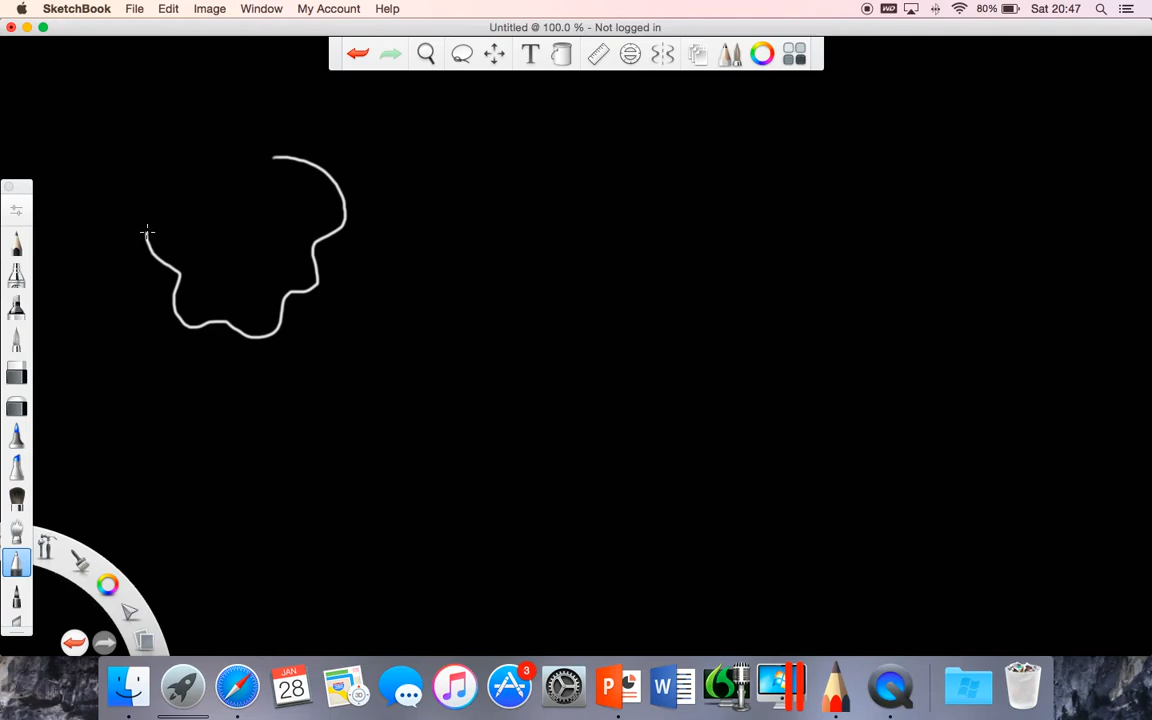 SketchBook File Edit Image Window My Account Help 80% Sat 20:47
Untitled @ 100.0 % - Not logged in
T
JAN
28
3D
3
P
W